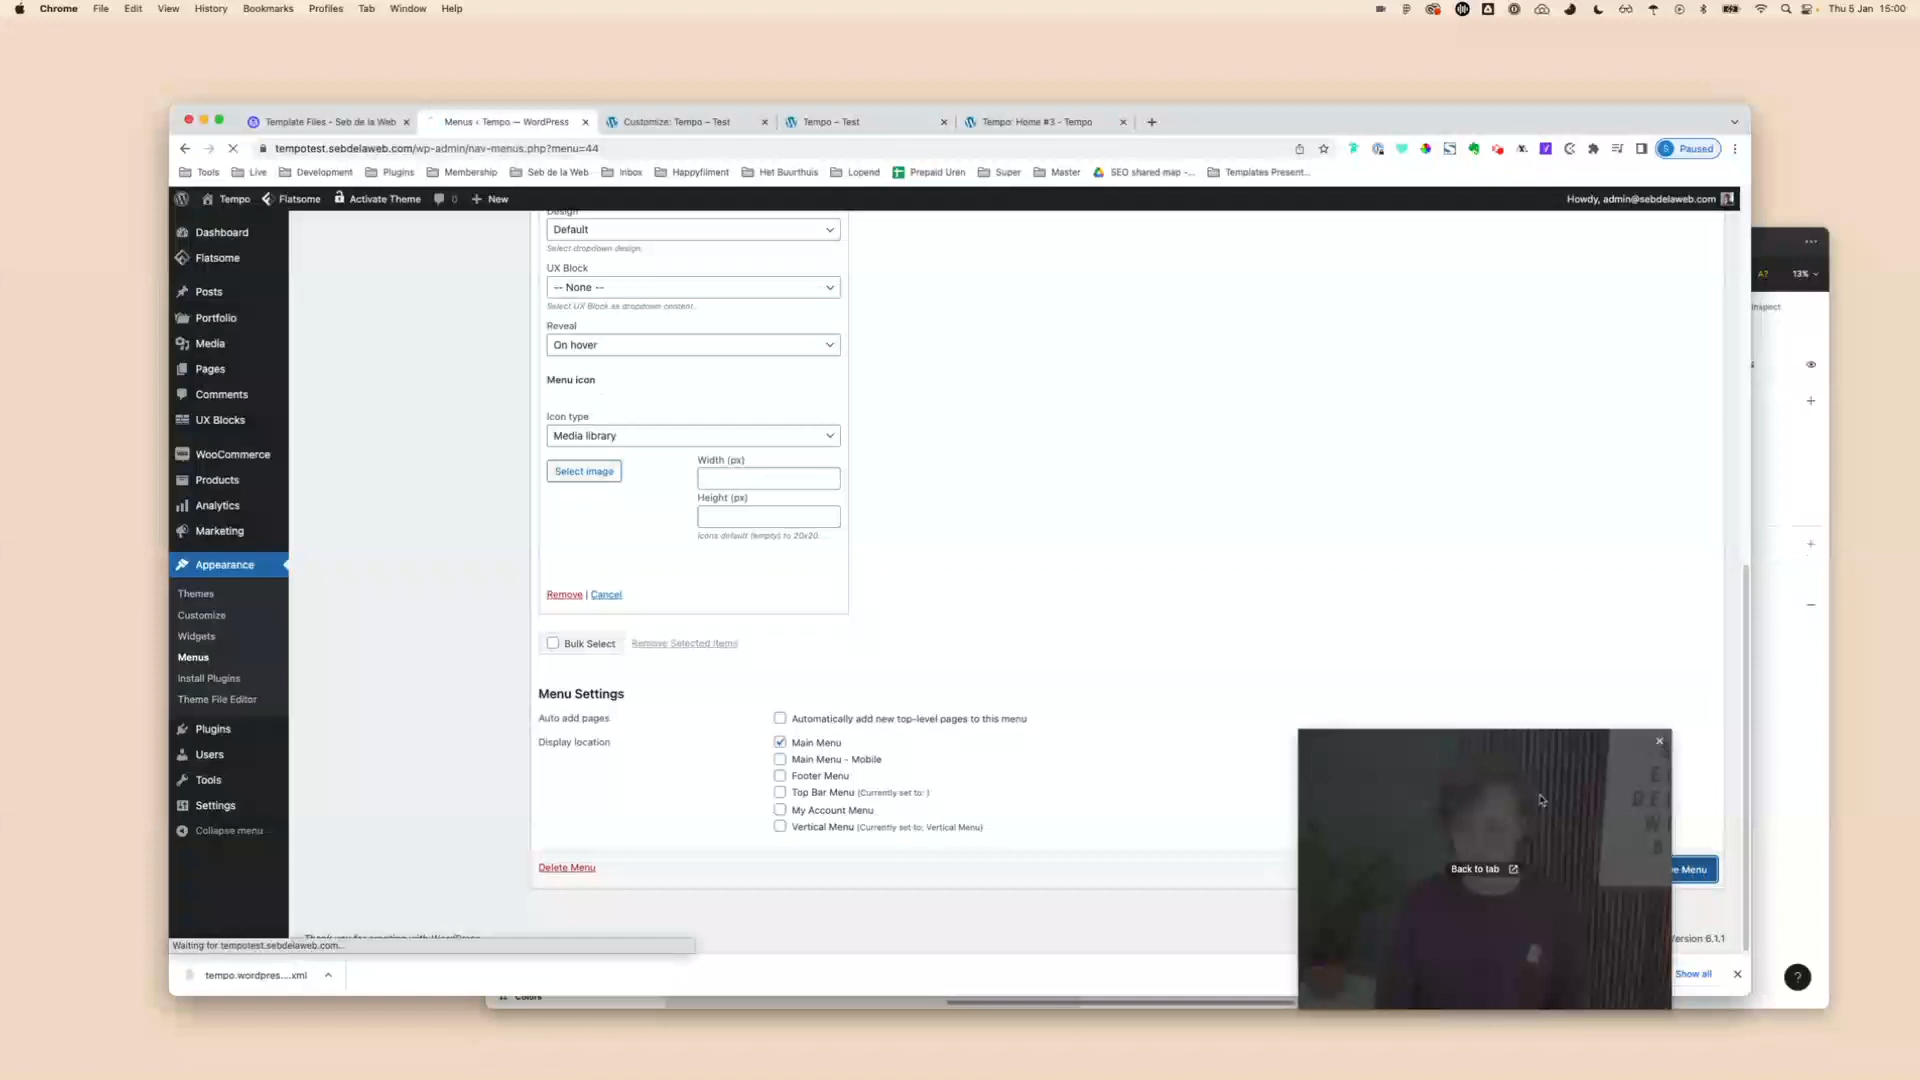 Chrome File Edit View History Bookmarks Profiles Tab Window Help Thu 5 Jan 15:00
Template Files - Seb de la Web Menus ‹ Tempo — WordPress Customize: Tempo – Test Tempo – Test Tempo: Home #3 - Tempo
tempotest.sebdelaweb.com/wp-admin/nav-menus.php?menu=44 S Paused
Tools Live Development Plugins Membership Seb de la Web Inbox Happyfilment Het Buurthuis Lopend Prepaid Uren Super Master SEO shared map -... Templates Present...
Tempo Flatsome Activate Theme 0 New Howdy, admin@sebdelaweb.com
A? 13%
Inspect
Dashboard
Flatsome
Posts
Portfolio
Media
Pages
Comments
UX Blocks
WooCommerce
Products
Analytics
Marketing
Appearance
Themes
Customize
Widgets
Menus
Install Plugins
Theme File Editor
Plugins
Users
Tools
Settings
Collapse menu
Design
Default
Select dropdown design.
UX Block
-- None --
Select UX Block as dropdown content.
Reveal
On hover
Menu icon
Icon type
Media library
Select image
Width (px)
Height (px)
Icons default (empty) to 20x20.
Remove | Cancel
Bulk Select Remove Selected Items
Menu Settings
Auto add pages Automatically add new top-level pages to this menu
Display location Main Menu
Main Menu - Mobile
Footer Menu
Top Bar Menu (Currently set to: )
My Account Menu
Vertical Menu (Currently set to: Vertical Menu)
Delete Menu
Back to tab
e Menu
Thank you for creating with WordPress
Version 6.1.1
Waiting for tempotest.sebdelaweb.com...
tempo.wordpres....xml Show all
Colors
?